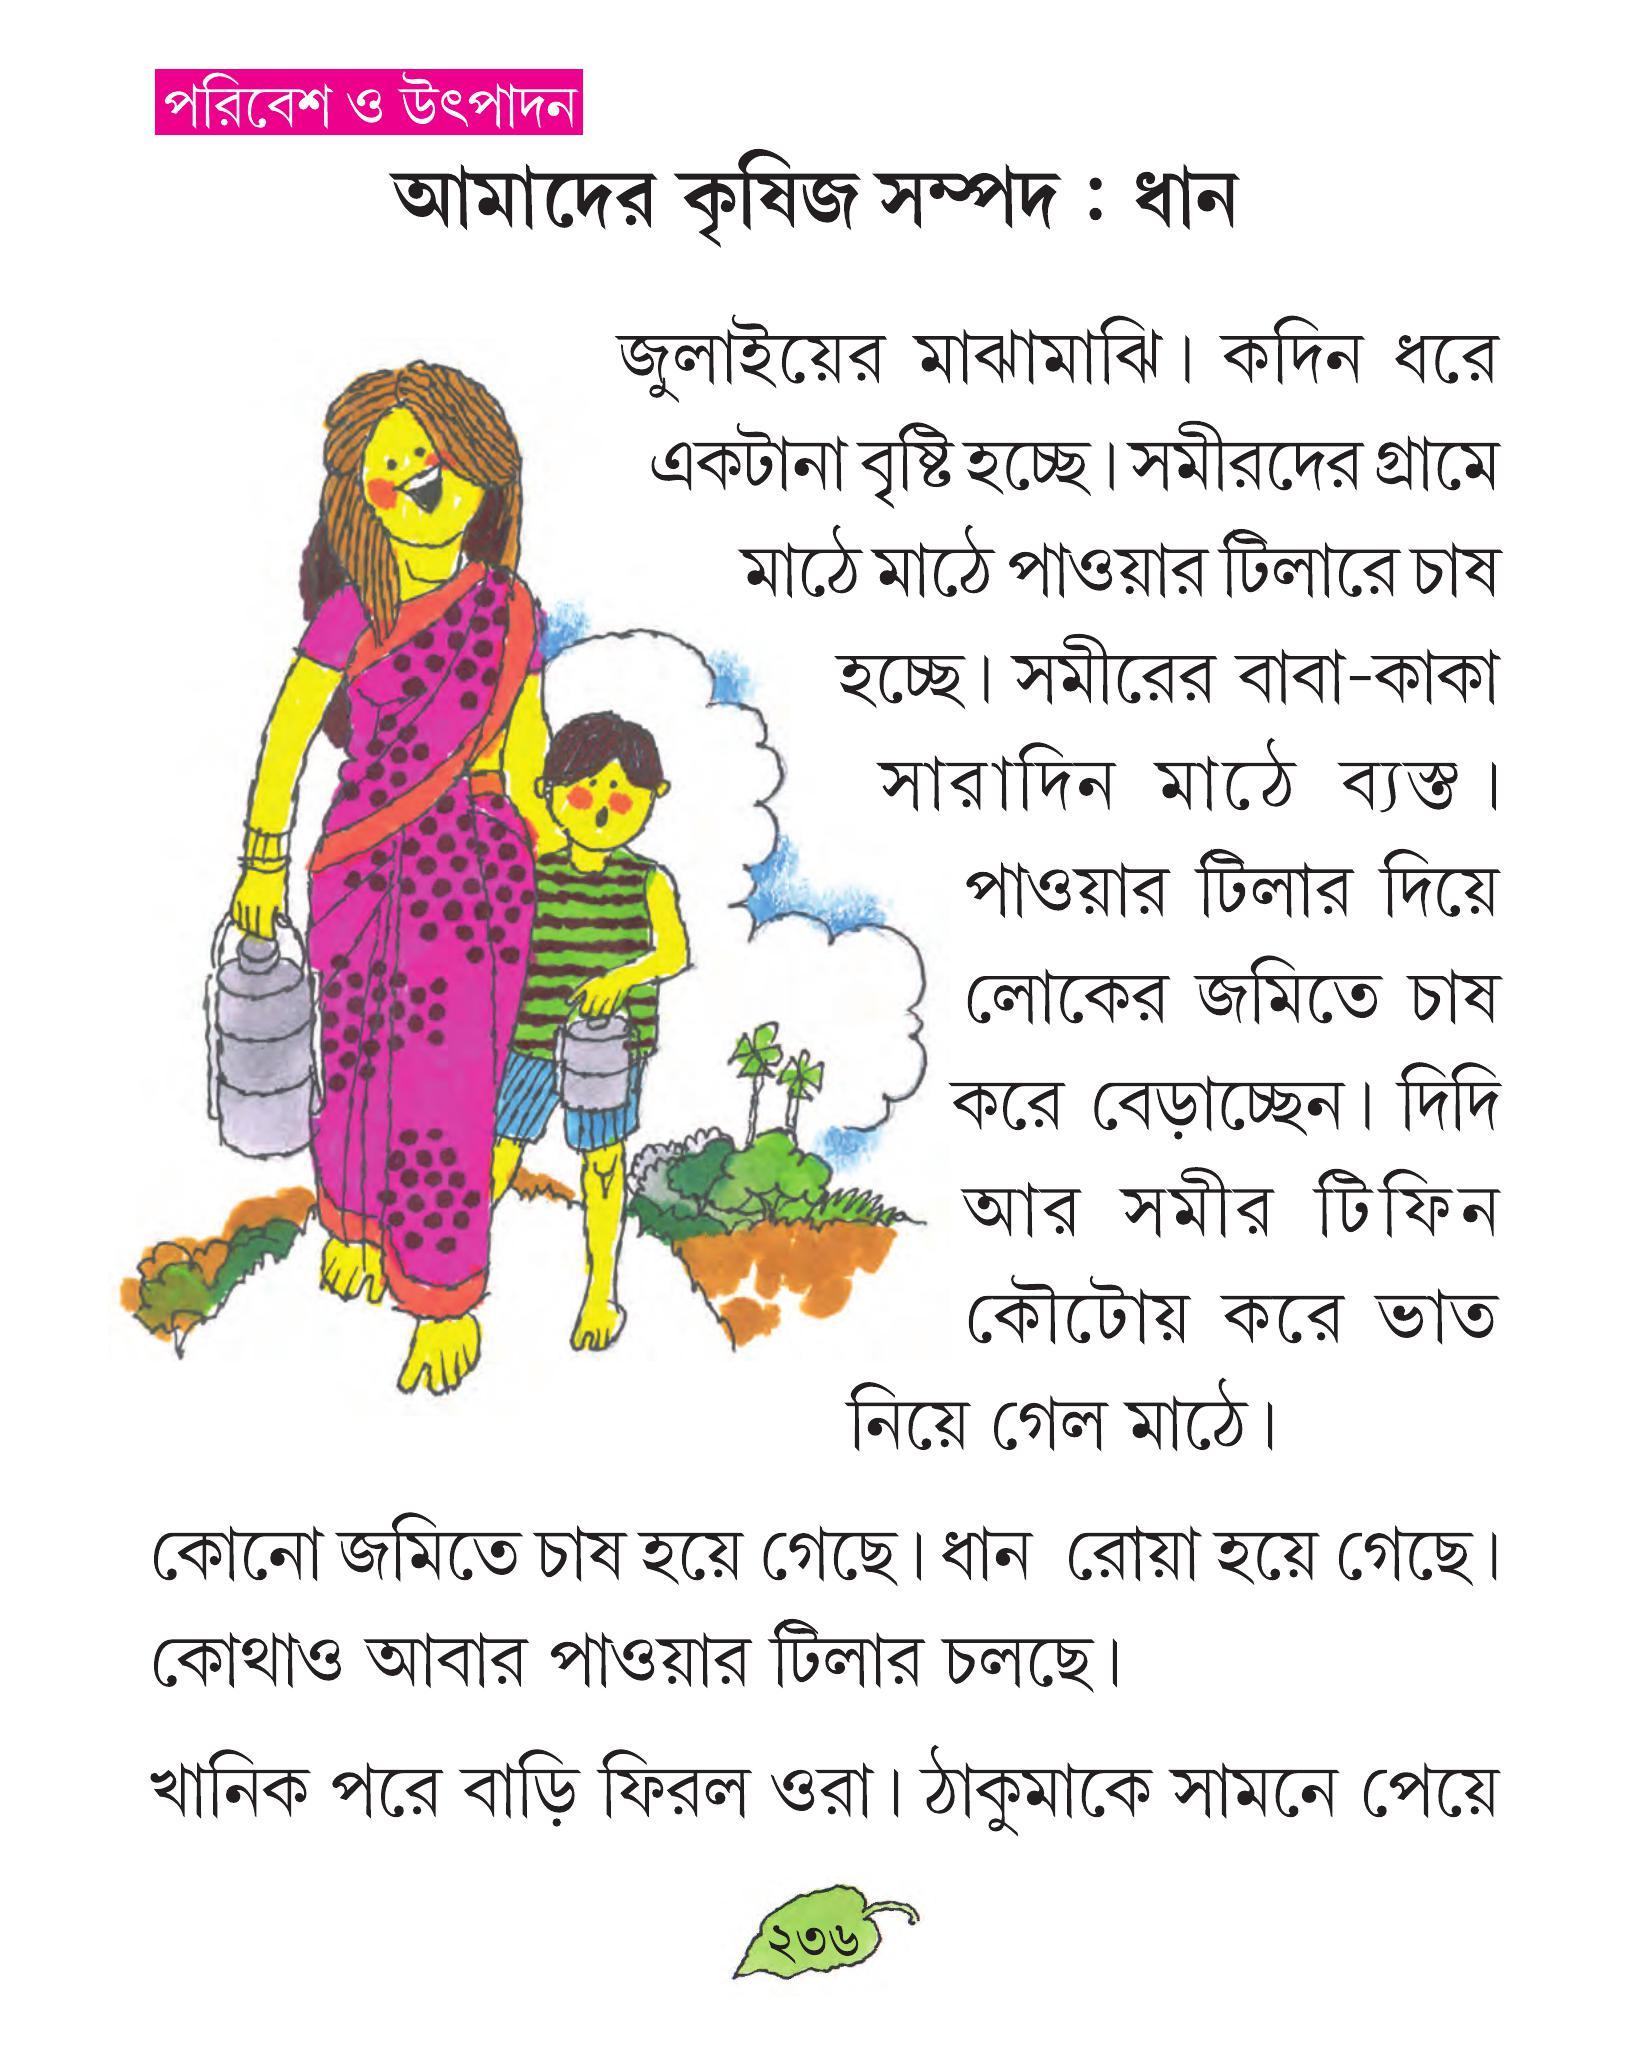 পরিবেশ ও উৎপাদন
আমাদের কৃষিজ সম্পদ : ধান
জুলাইয়ের মাঝামাঝি। কদিন ধরে
একটানা বৃষ্টি হচ্ছে। সমীরদের গ্রামে
মাঠে মাঠে পাওয়ার টিলারে চাষ
হচ্ছে। সমীরের বাবা-কাকা
সারাদিন মাঠে ব্যস্ত।
পাওয়ার টিলার দিয়ে
লোকের জমিতে চাষ
করে বেড়াচ্ছেন। দিদি
আর সমীর টিফিন
কৌটোয় করে ভাত
নিয়ে গেল মাঠে।
কোনো জমিতে চাষ হয়ে গেছে। ধান রোয়া হয়ে গেছে।
কোথাও আবার পাওয়ার টিলার চলছে।
খানিক পরে বাড়ি ফিরল ওরা। ঠাকুমাকে সামনে পেয়ে
২৩৬